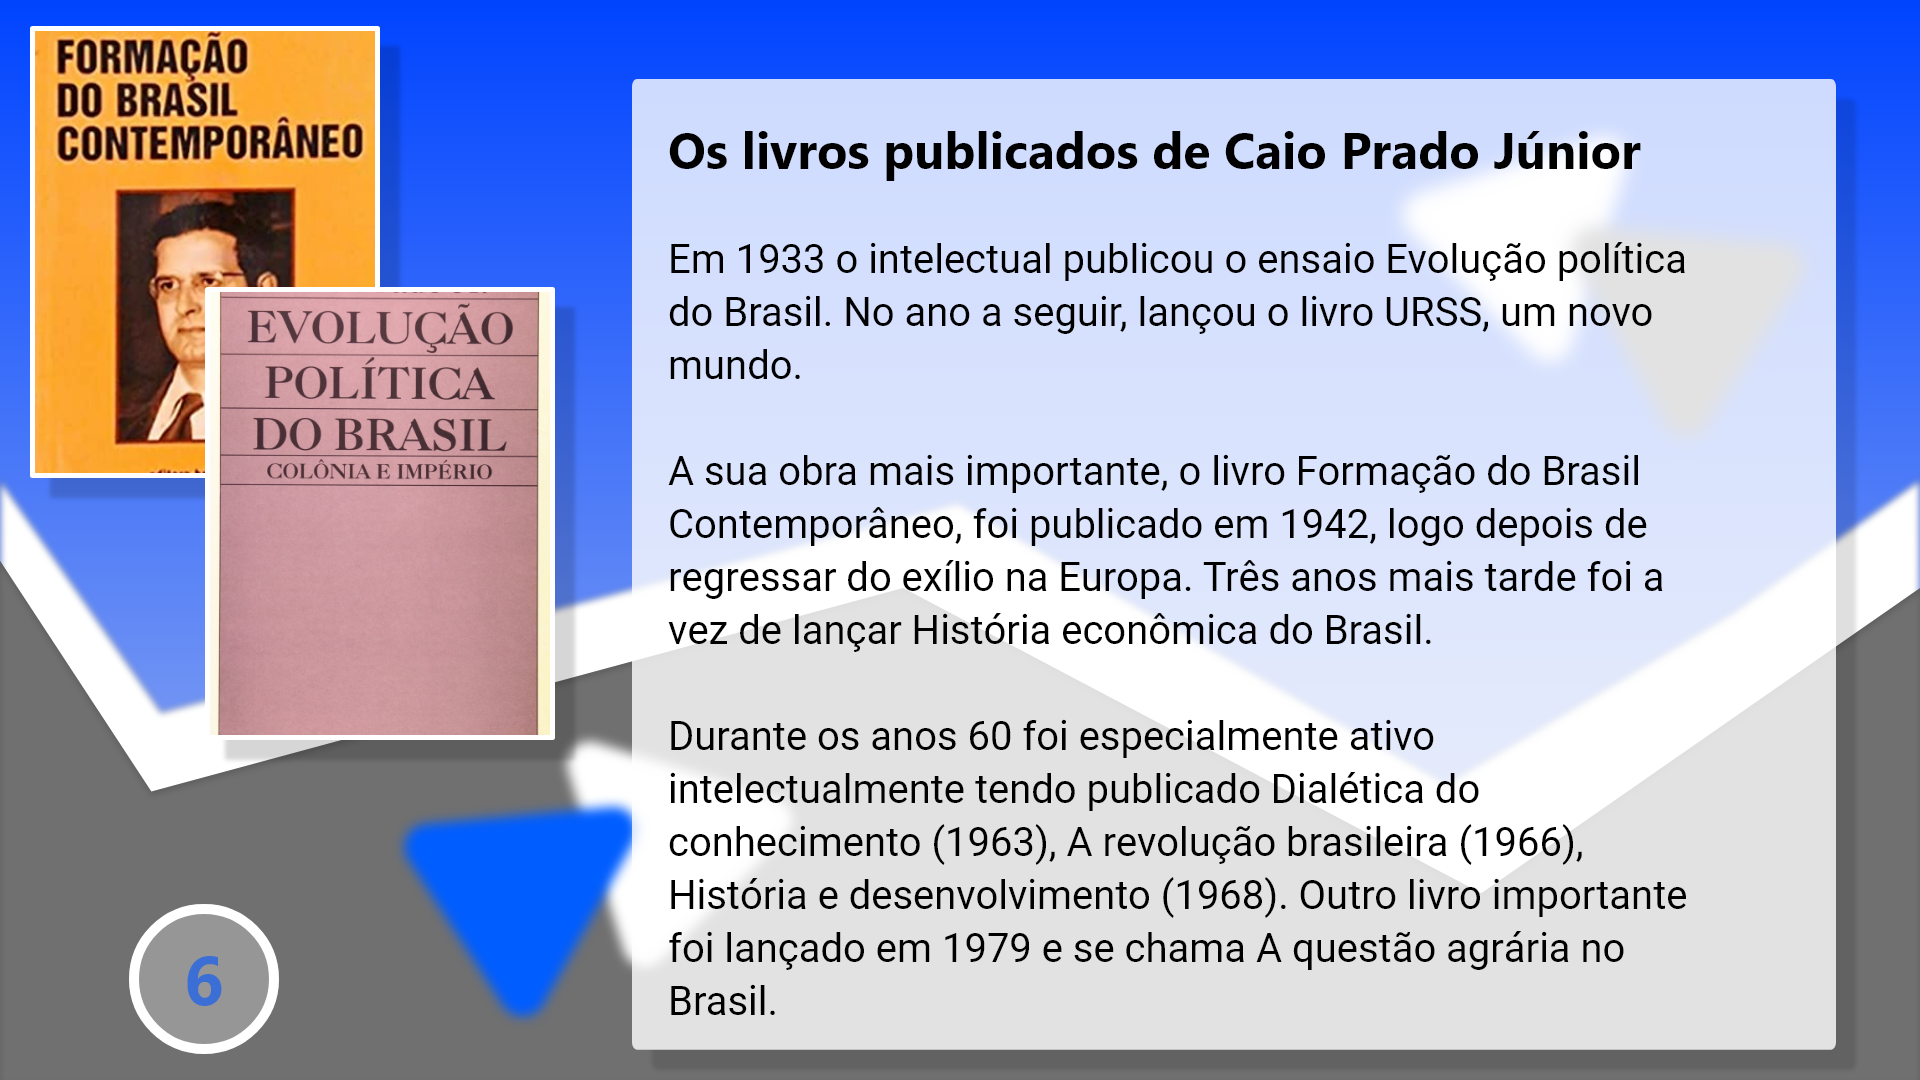 FORMAÇÃO
DO BRASIL
CONTEMPORÂNEO
EVOLUÇÃO
POLÍTICA
DO BRASIL
COLÔNIA E IMPÉRIO
Os livros publicados de Caio Prado Júnior
Em 1933 o intelectual publicou o ensaio Evolução política
do Brasil. No ano a seguir, lançou o livro URSS, um novo
mundo.
A sua obra mais importante, o livro Formação do Brasil
Contemporâneo, foi publicado em 1942, logo depois de
regressar do exílio na Europa. Três anos mais tarde foi a
vez de lançar História econômica do Brasil.
Durante os anos 60 foi especialmente ativo
intelectualmente tendo publicado Dialética do
conhecimento (1963), A revolução brasileira (1966),
História e desenvolvimento (1968). Outro livro importante
foi lançado em 1979 e se chama A questão agrária no
Brasil.
6